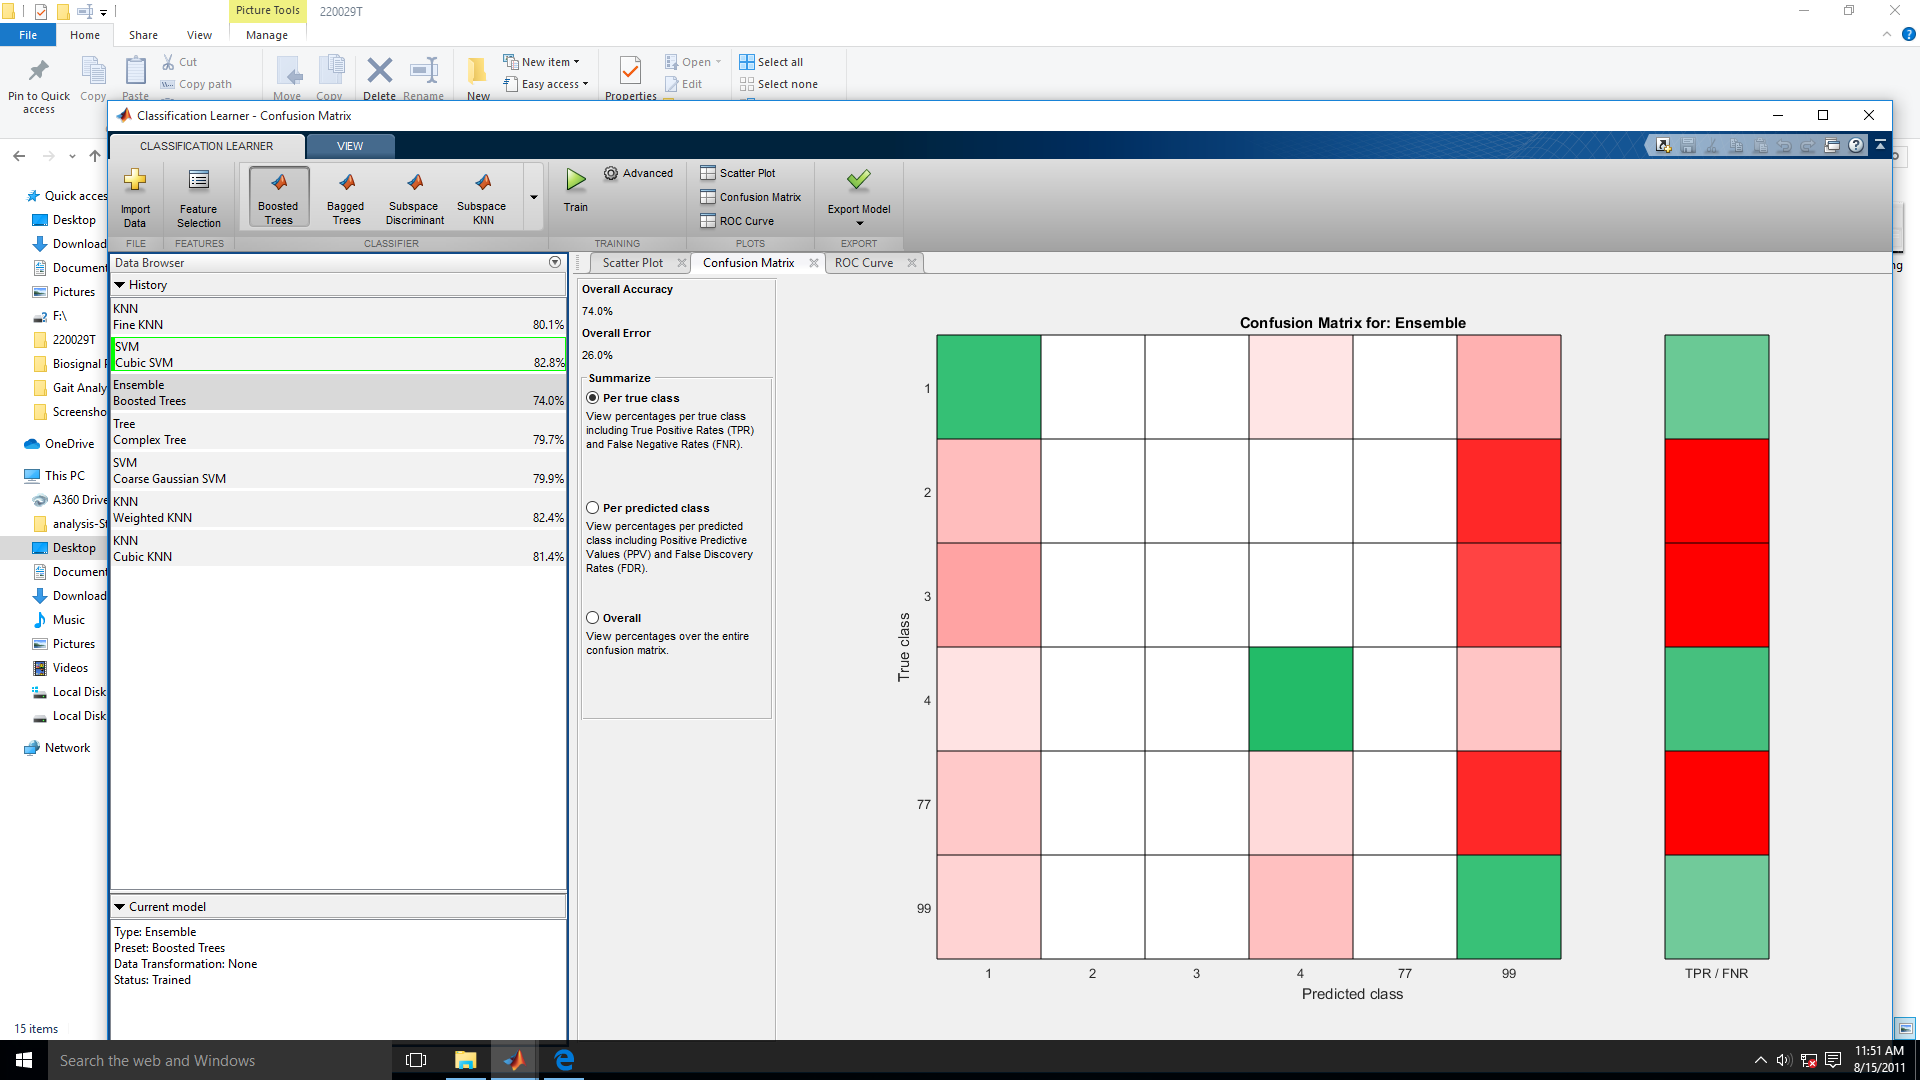 Picture Tools
220029T
File
Home
Share
View
Manage
Pin to Quick access
Copy
Paste
Cut
Copy path
Move
Copy
Delete
Rename
New
New item
Easy access
Properties
Open
Edit
Select all
Select none
Classification Learner - Confusion Matrix
CLASSIFICATION LEARNER
VIEW
Import Data
Feature Selection
Boosted Trees
Bagged Trees
Subspace Discriminant
Subspace KNN
Train
Advanced
Scatter Plot
Confusion Matrix
ROC Curve
Export Model
FILE
FEATURES
CLASSIFIER
TRAINING
PLOTS
EXPORT
Quick acces
Desktop
Download
Document
Pictures
F:\
220029T
Biosignal
Gait Analy
Screensho
OneDrive
This PC
A360 Drive
analysis-St
Desktop
Document
Download
Music
Pictures
Videos
Local Disk
Local Disk
Network
15 items
Data Browser
History
KNN
Fine KNN 80.1%
SVM
Cubic SVM 82.8%
Ensemble
Boosted Trees 74.0%
Tree
Complex Tree 79.7%
SVM
Coarse Gaussian SVM 79.9%
KNN
Weighted KNN 82.4%
KNN
Cubic KNN 81.4%
Current model
Type: Ensemble
Preset: Boosted Trees
Data Transformation: None
Status: Trained
Scatter Plot
Confusion Matrix
ROC Curve
Overall Accuracy
74.0%
Overall Error
26.0%
Summarize
Per true class
View percentages per true class
including True Positive Rates (TPR)
and False Negative Rates (FNR).
Per predicted class
View percentages per predicted
class including Positive Predictive
Values (PPV) and False Discovery
Rates (FDR).
Overall
View percentages over the entire
confusion matrix.
Confusion Matrix for: Ensemble
True class
1
2
3
4
77
99
1 2 3 4 77 99
TPR / FNR
Predicted class
ng
Search the web and Windows
11:51 AM
8/15/2011